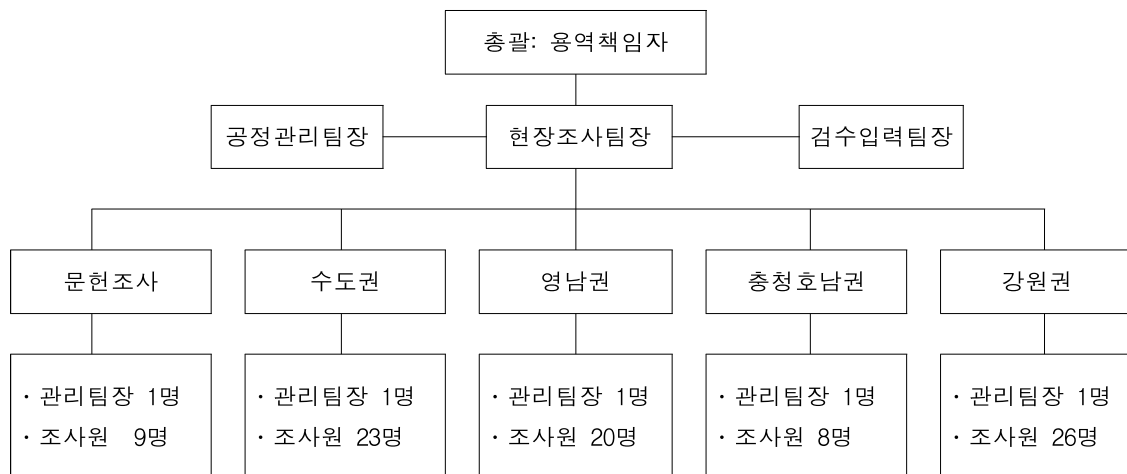 총괄: 용역책임자
공정관리팀장
현장조사팀장
검수입력팀장
문헌조사
수도권
영남권
충청호남권
강원권
· 관리팀장 1명
· 조사원 9명
· 관리팀장 1명
· 조사원 23명
· 관리팀장 1명
· 조사원 20명
· 관리팀장 1명
· 조사원 8명
· 관리팀장 1명
· 조사원 26명